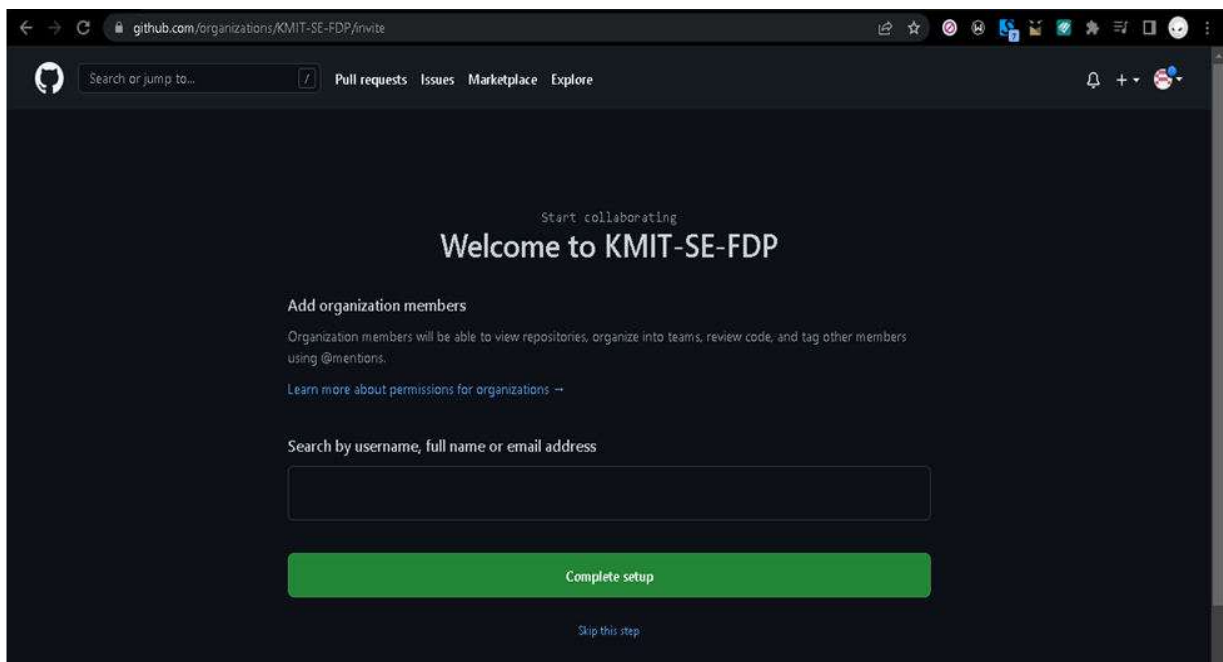 github.com/organizations/KMIT-SE-FDP/invite
7
Search or jump to...
/
Pull requests Issues Marketplace Explore
Start collaborating
Welcome to KMIT-SE-FDP
Add organization members
Organization members will be able to view repositories, organize into teams, review code, and tag other members
using @mentions.
Learn more about permissions for organizations →
Search by username, full name or email address
Complete setup
Skip this step